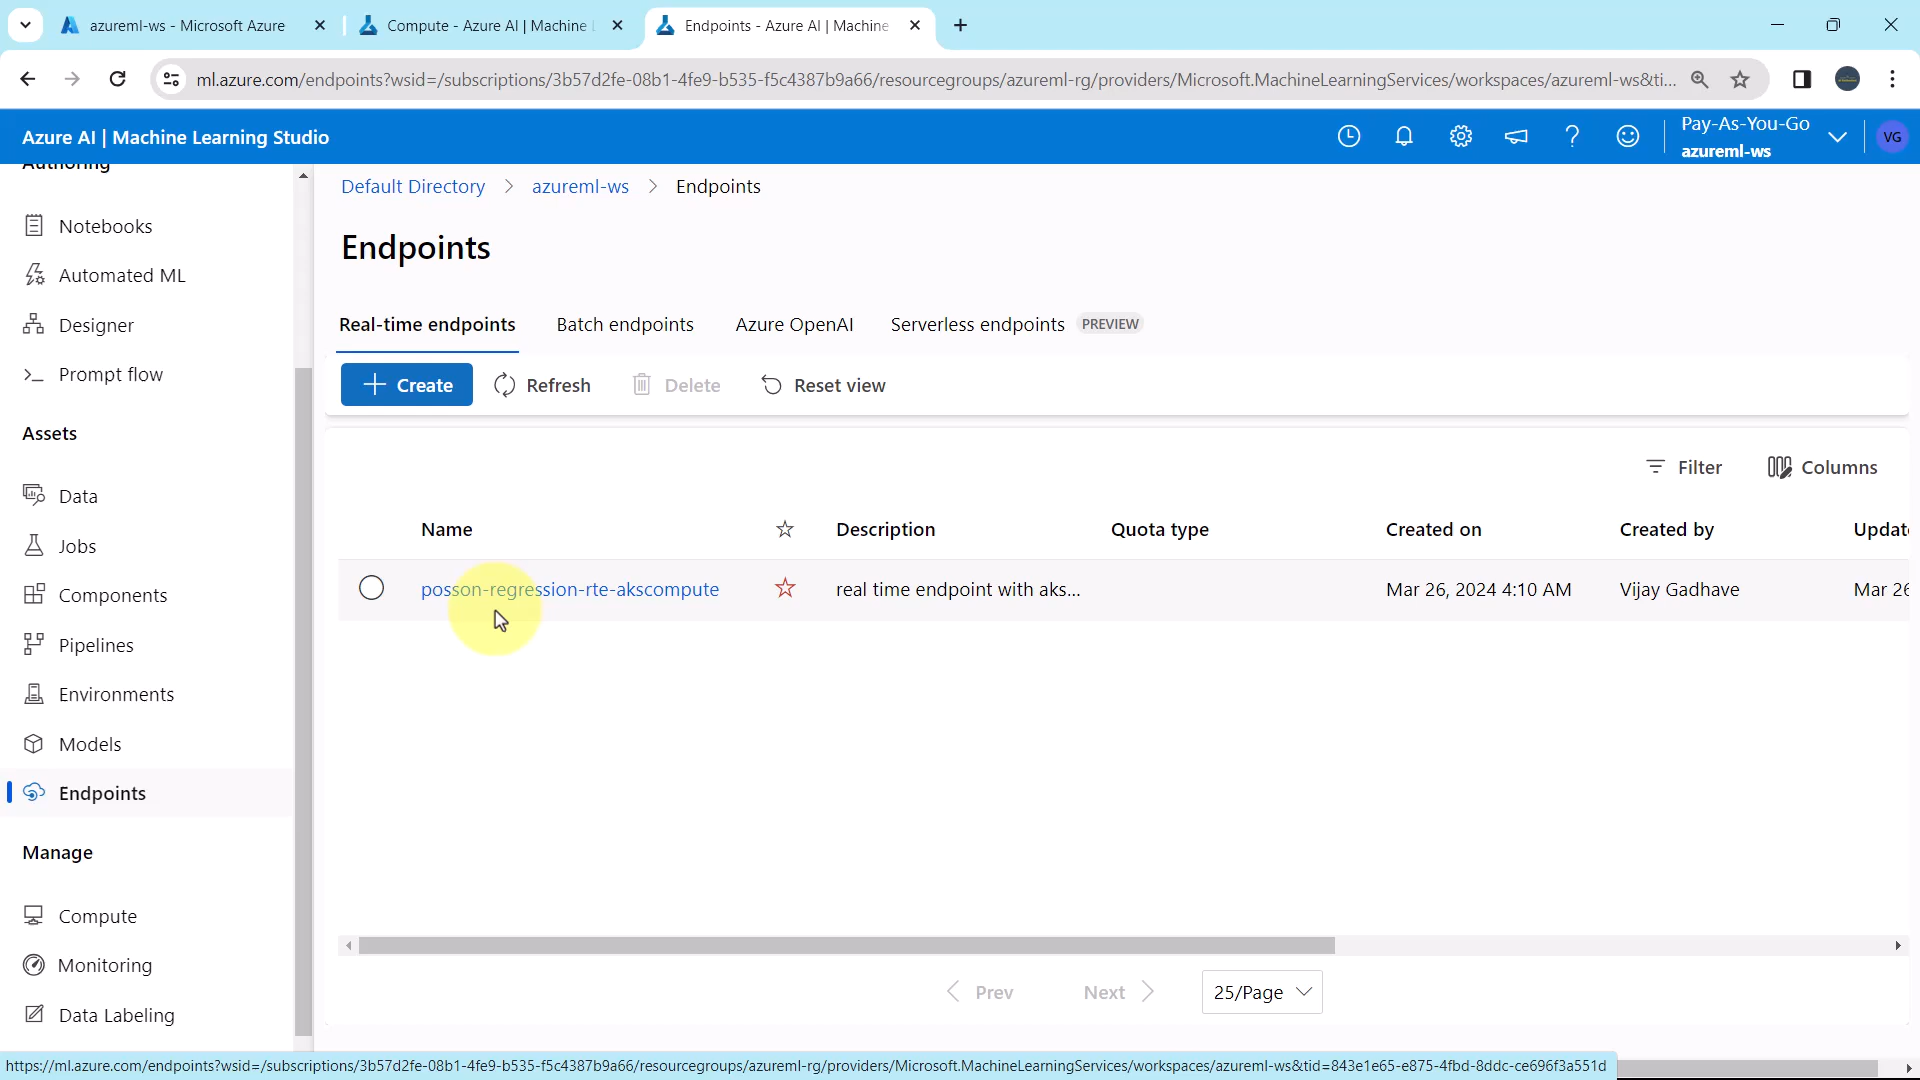 azureml-ws - Microsoft Azure
Compute - Azure AI | Machine
Endpoints - Azure AI | Machine
ml.azure.com/endpoints?wsid=/subscriptions/3b57d2fe-08b1-4fe9-b535-f5c4387b9a66/resourcegroups/azureml-rg/providers/Microsoft.MachineLearningServices/workspaces/azureml-ws&ti...
Azure AI | Machine Learning Studio
Pay-As-You-Go
azureml-ws
VG
Authoring
Notebooks
Automated ML
Designer
Prompt flow
Assets
Data
Jobs
Components
Pipelines
Environments
Models
Endpoints
Manage
Compute
Monitoring
Data Labeling
Default Directory > azureml-ws > Endpoints
Endpoints
Real-time endpoints Batch endpoints Azure OpenAI Serverless endpoints PREVIEW
Create Refresh Delete Reset view
Filter Columns
Name Description Quota type Created on Created by Update
posson-regression-rte-akscompute real time endpoint with aks... Mar 26, 2024 4:10 AM Vijay Gadhave Mar 26
Prev Next 25/Page
https://ml.azure.com/endpoints?wsid=/subscriptions/3b57d2fe-08b1-4fe9-b535-f5c4387b9a66/resourcegroups/azureml-rg/providers/Microsoft.MachineLearningServices/workspaces/azureml-ws&tid=843e1e65-e875-4fbd-8ddc-ce696f3a551d